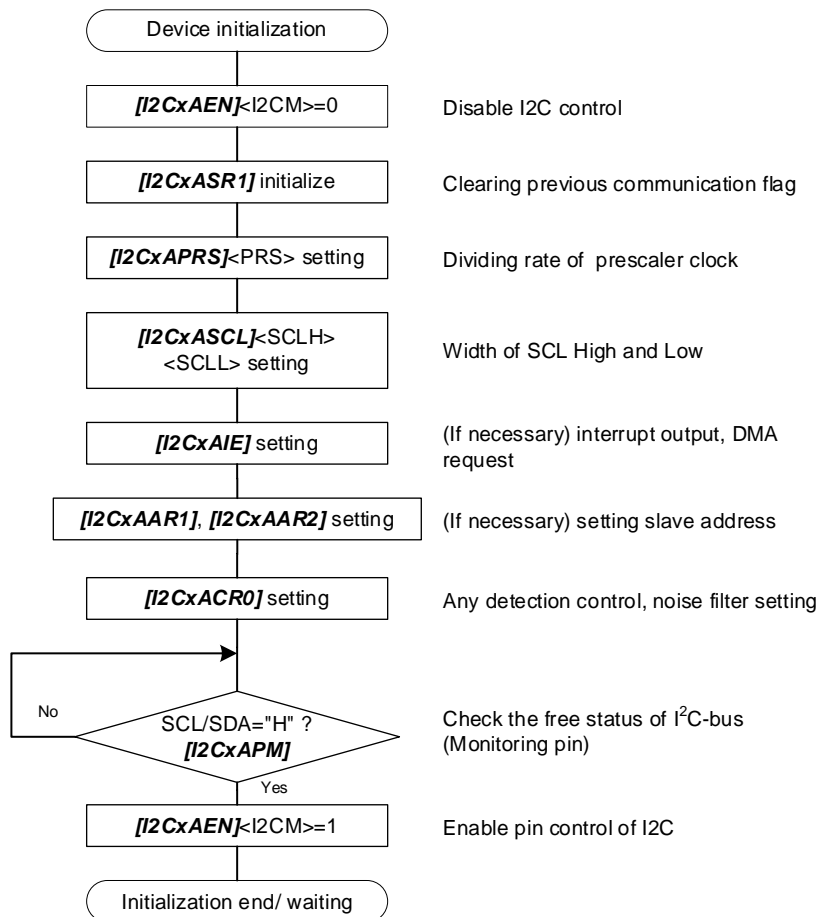 Device initialization
[I2CxAEN]<I2CM>=0
Disable I2C control
[I2CxASR1] initialize
Clearing previous communication flag
[I2CxAPRS]<PRS> setting
Dividing rate of prescaler clock
[I2CxASCL]<SCLH>
<SCLL> setting
Width of SCL High and Low
[I2CxAIE] setting
(If necessary) interrupt output, DMA
request
[I2CxAAR1], [I2CxAAR2] setting
(If necessary) setting slave address
[I2CxACR0] setting
Any detection control, noise filter setting
No
SCL/SDA="H" ?
[I2CxAPM]
Check the free status of I²C-bus
(Monitoring pin)
Yes
[I2CxAEN]<I2CM>=1
Enable pin control of I2C
Initialization end/ waiting